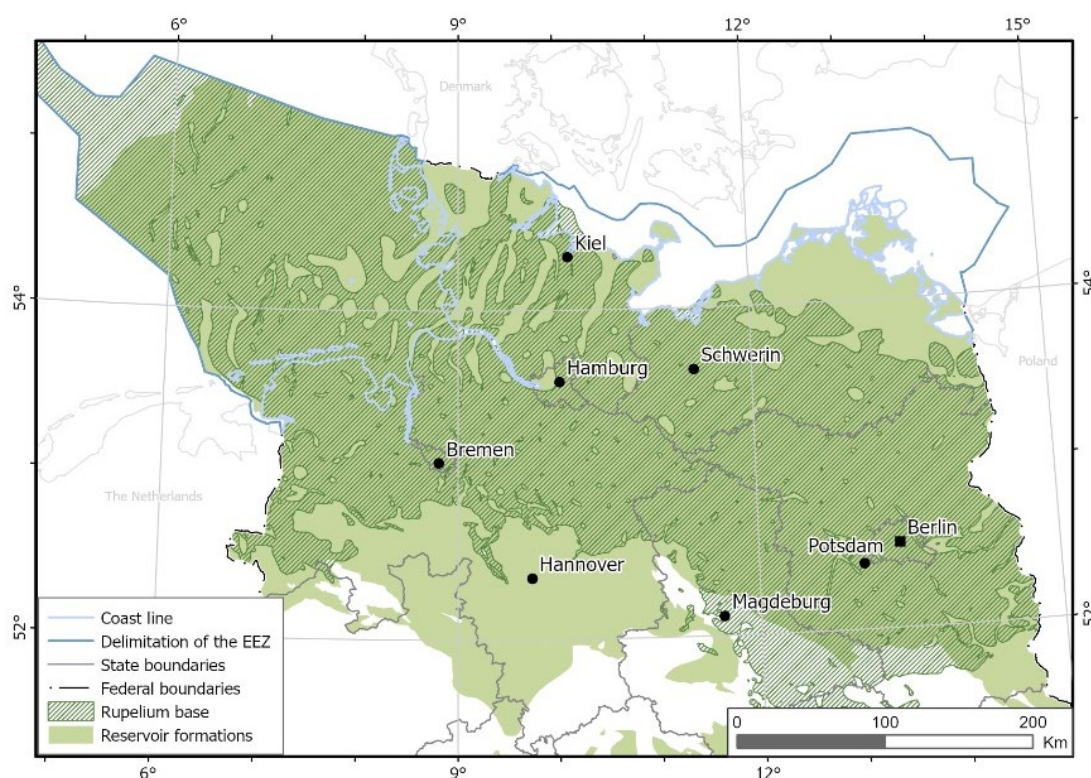 6° 9° 12° 15°
Denmark
Kiel
54° 54°
Schwerin
Hamburg
Poland
Bremen
The Netherlands
Berlin
Potsdam
Hannover
Magdeburg
52° 52°
Coast line
Delimitation of the EEZ
State boundaries
Federal boundaries
Rupelium base
Reservoir formations
0 100 200
Km
6° 9° 12°